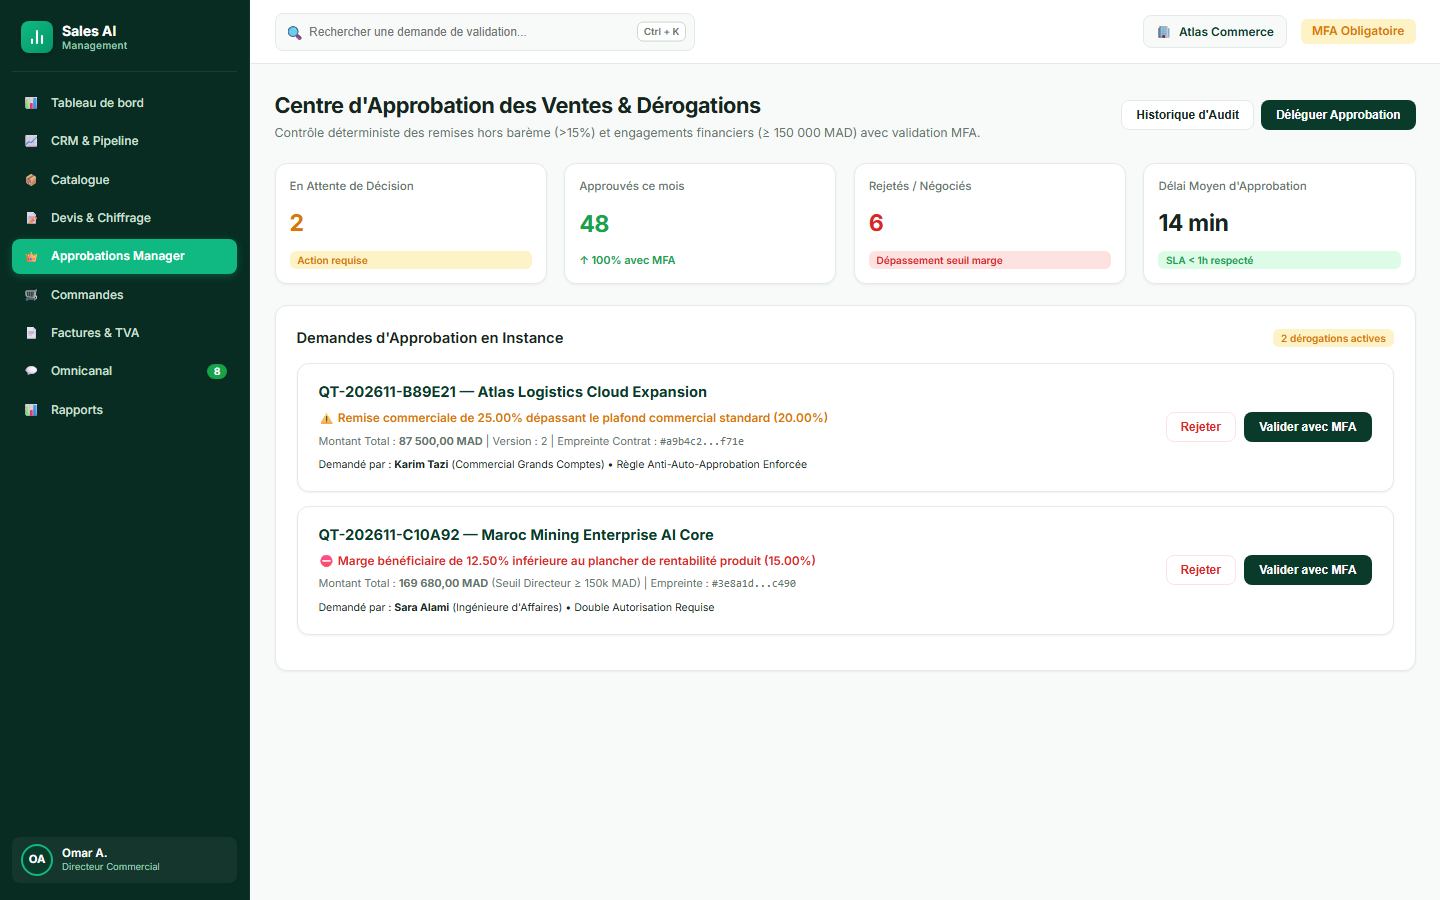 Sales AI
Management
Tableau de bord
CRM & Pipeline
Catalogue
Devis & Chiffrage
Approbations Manager
Commandes
Factures & TVA
Omnicanal 8
Rapports
OA
Omar A.
Directeur Commercial
Rechercher une demande de validation... Ctrl + K
Atlas Commerce
MFA Obligatoire
Centre d'Approbation des Ventes & Dérogations
Contrôle déterministe des remises hors barème (>15%) et engagements financiers (≥ 150 000 MAD) avec validation MFA.
Historique d'Audit
Déléguer Approbation
En Attente de Décision
2
Action requise
Approuvés ce mois
48
↑ 100% avec MFA
Rejetés / Négociés
6
Dépassement seuil marge
Délai Moyen d'Approbation
14 min
SLA < 1h respecté
Demandes d'Approbation en Instance
2 dérogations actives
QT-202611-B89E21 — Atlas Logistics Cloud Expansion
⚠️ Remise commerciale de 25.00% dépassant le plafond commercial standard (20.00%)
Montant Total : 87 500,00 MAD | Version : 2 | Empreinte Contrat : #a9b4c2...f71e
Demandé par : Karim Tazi (Commercial Grands Comptes) • Règle Anti-Auto-Approbation Enforcée
Rejeter
Valider avec MFA
QT-202611-C10A92 — Maroc Mining Enterprise AI Core
⛔ Marge bénéficiaire de 12.50% inférieure au plancher de rentabilité produit (15.00%)
Montant Total : 169 680,00 MAD (Seuil Directeur ≥ 150k MAD) | Empreinte : #3e8a1d...c490
Demandé par : Sara Alami (Ingénieure d'Affaires) • Double Autorisation Requise
Rejeter
Valider avec MFA